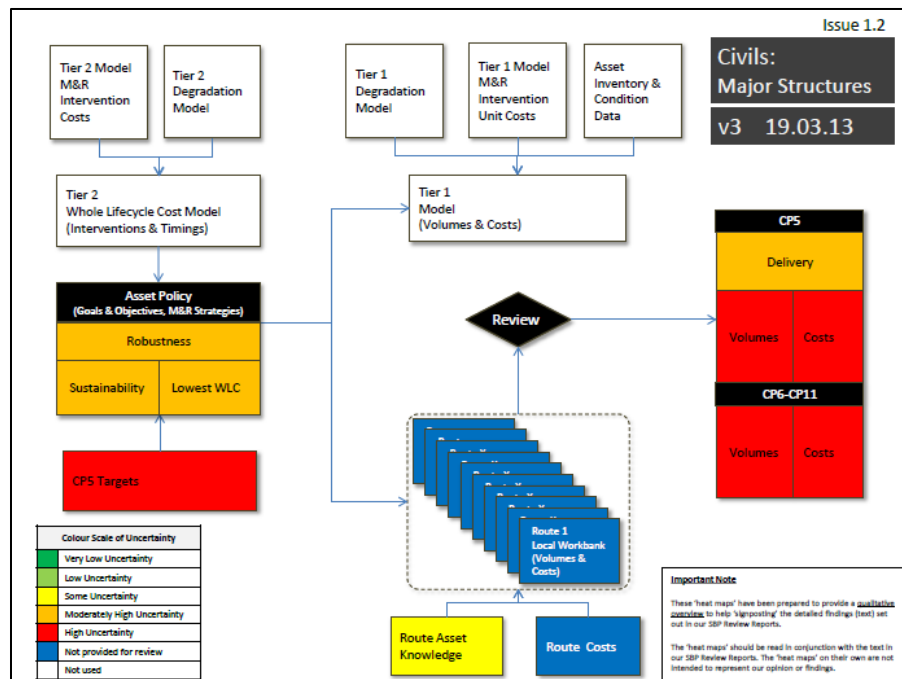 Issue 1.2
Civils:
Major Structures
v3 19.03.13
Tier 2 Model
M&R
Intervention
Costs
Tier 2
Degradation
Model
Tier 1
Degradation
Model
Tier 1 Model
M&R
Intervention
Unit Costs
Asset
Inventory &
Condition
Data
Tier 2
Whole Lifecycle Cost Model
(Interventions & Timings)
Tier 1
Model
(Volumes & Costs)
Asset Policy
(Goals & Objectives, M&R Strategies)
Robustness
Sustainability
Lowest WLC
CP5 Targets
Review
CP5
Delivery
Volumes
Costs
CP6-CP11
Volumes
Costs
Route 1
Local Workbank
(Volumes &
Costs)
Route Asset
Knowledge
Route Costs
Colour Scale of Uncertainty
Very Low Uncertainty
Low Uncertainty
Some Uncertainty
Moderately High Uncertainty
High Uncertainty
Not provided for review
Not used
Important Note
These 'heat maps' have been prepared to provide a qualitative
overview to help 'signposting' the detailed findings (text) set
out in our SBP Review Reports.
The 'heat maps' should be read in conjunction with the text in
our SBP Review Reports. The 'heat maps' on their own are not
intended to represent our opinion or findings.